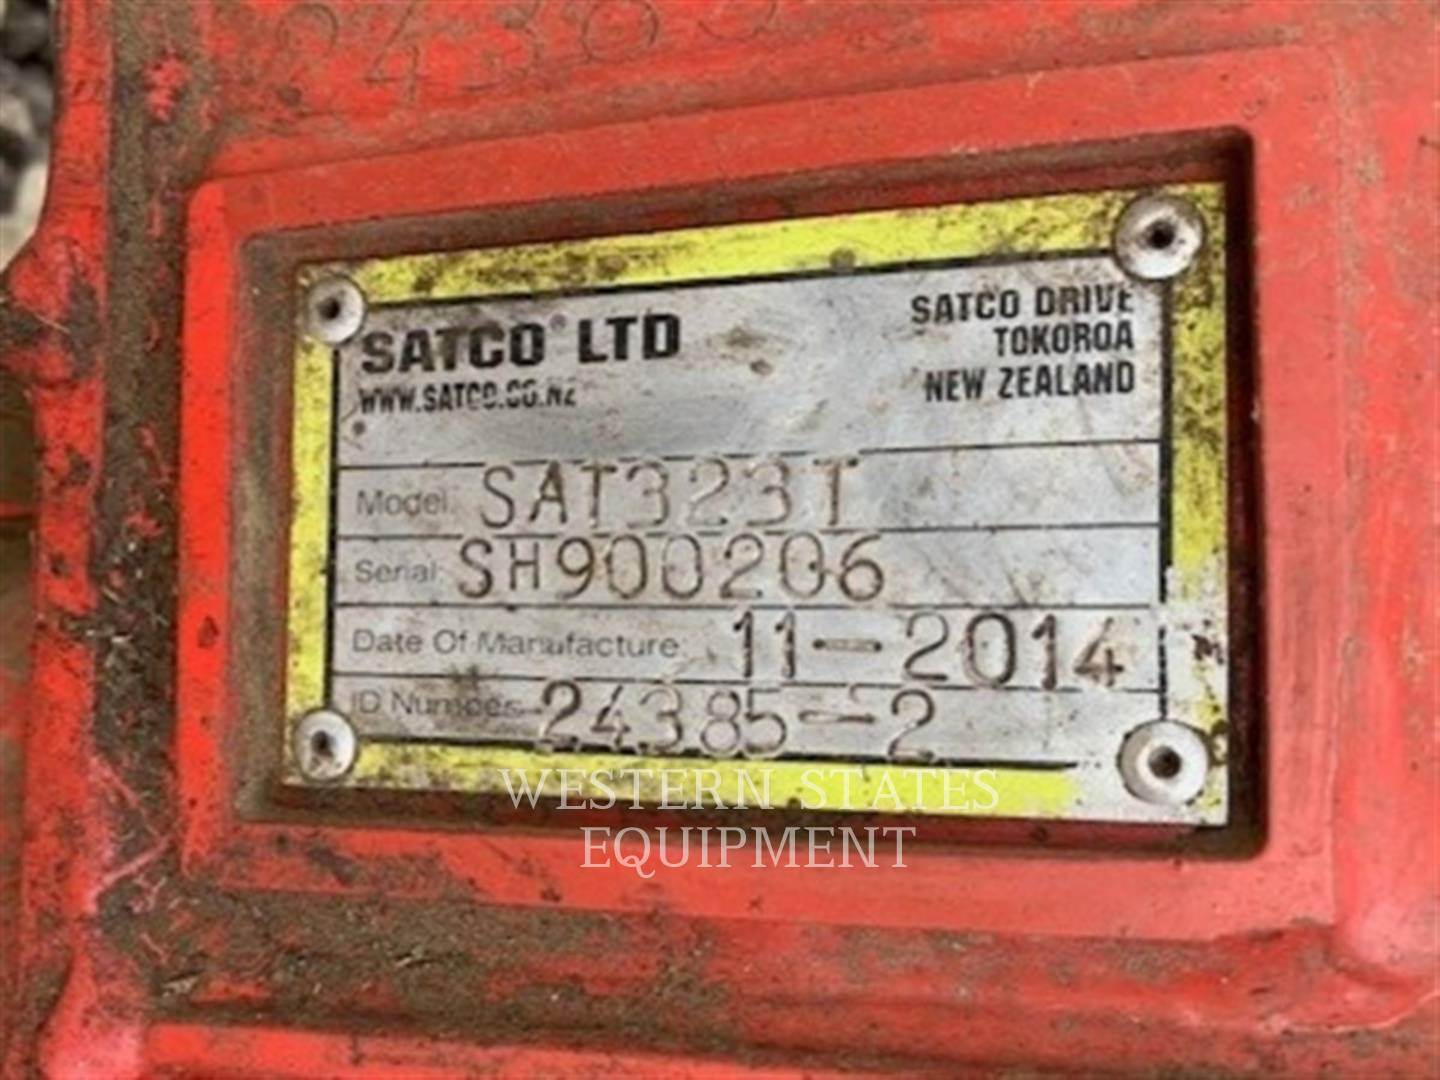 24385
SATCO® LTD
WWW.SATCO.CO.NZ
SATCO DRIVE
TOKOROA
NEW ZEALAND
Model: SAT323T
Serial: SH900206
Date Of Manufacture: 11-2014
ID Number: 24385-2
WESTERN STATES
EQUIPMENT